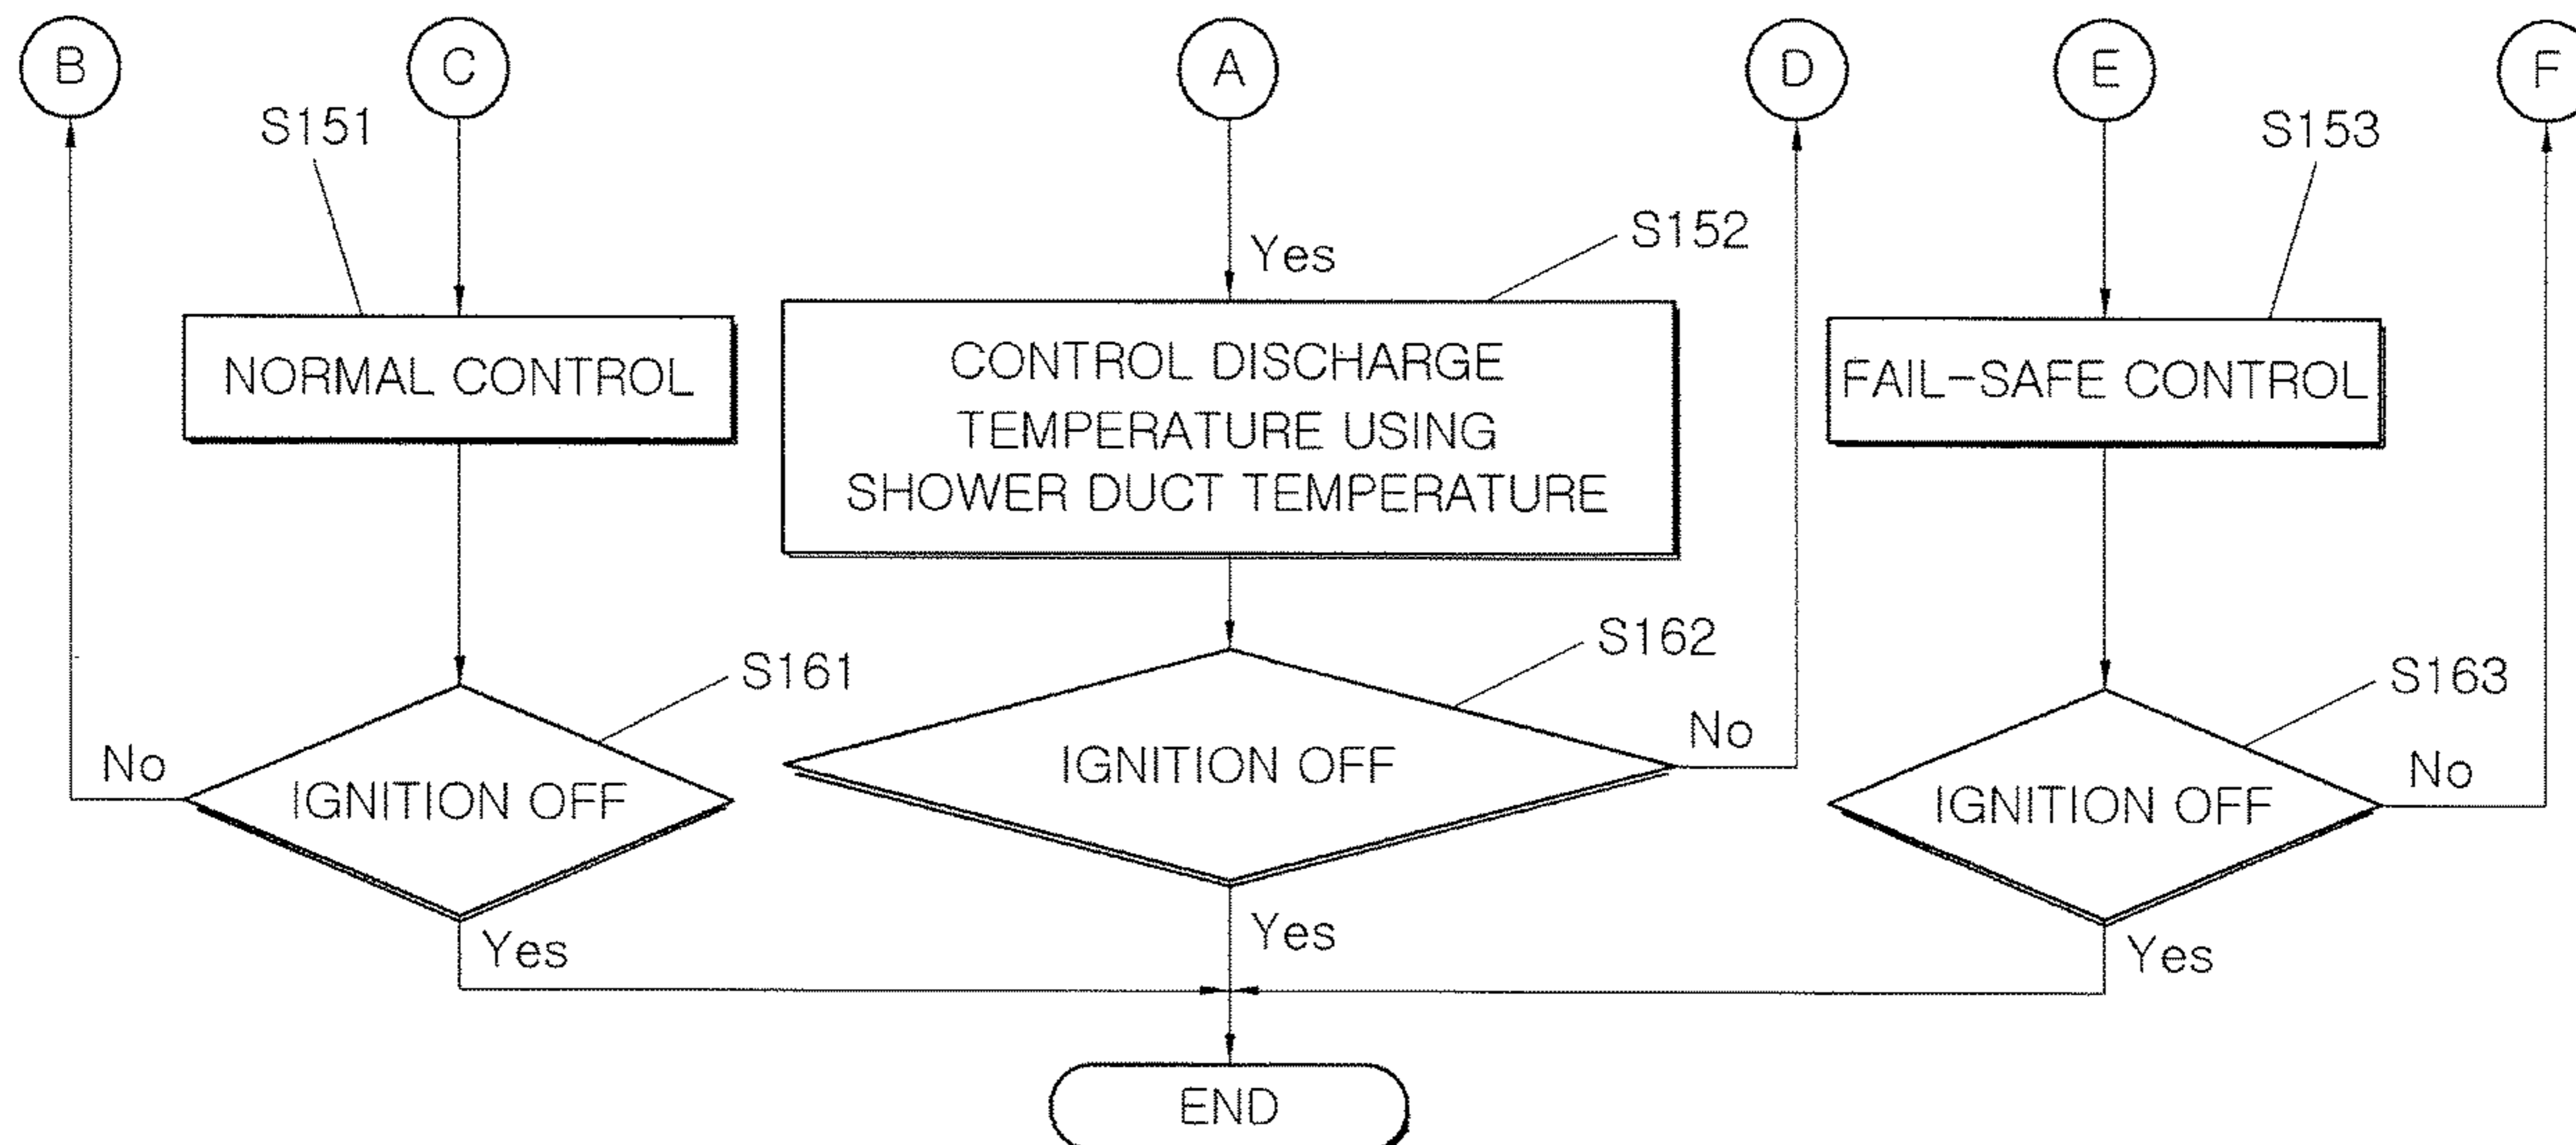 B
C
A
D
E
F
S151
S153
S152
Yes
NORMAL CONTROL
CONTROL DISCHARGE
TEMPERATURE USING
SHOWER DUCT TEMPERATURE
FAIL-SAFE CONTROL
S161
S162
S163
No
IGNITION OFF
IGNITION OFF
No
IGNITION OFF
No
Yes
Yes
Yes
END